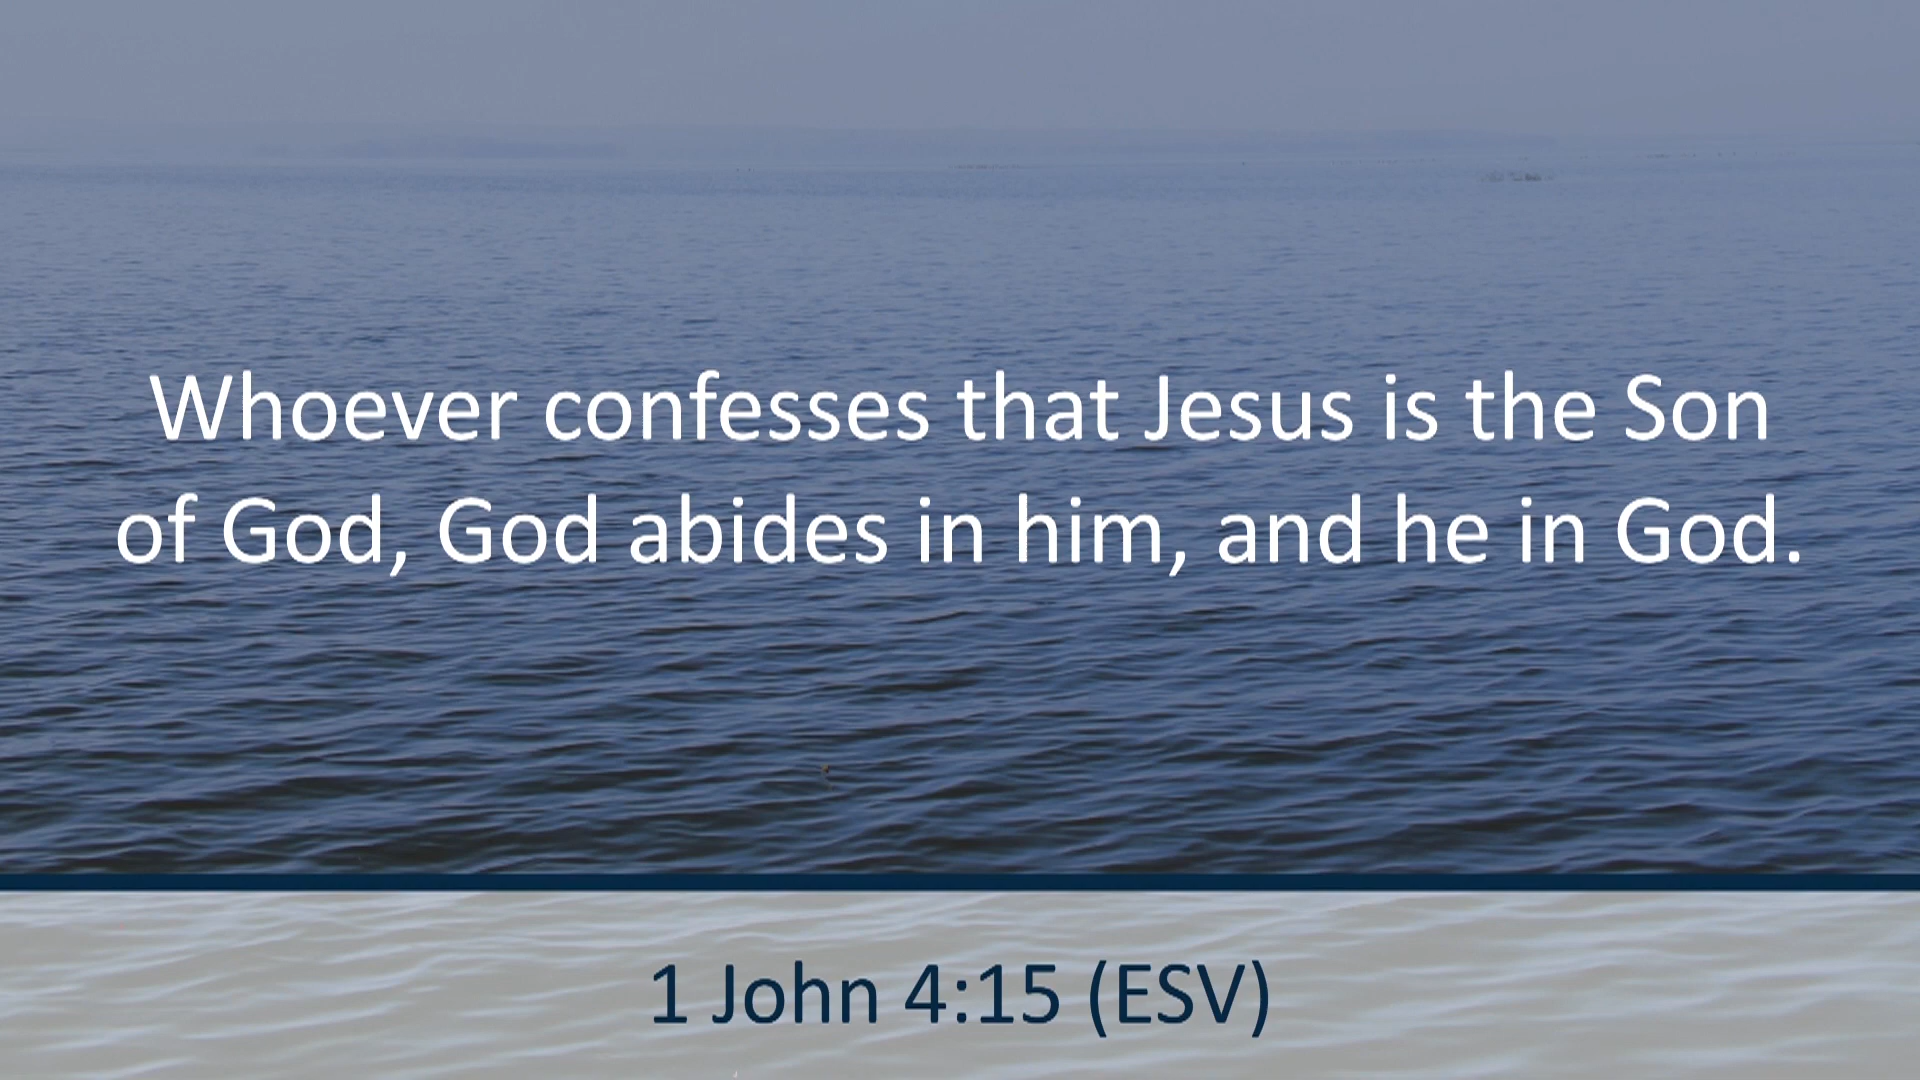 Whoever confesses that Jesus is the Son
of God, God abides in him, and he in God.
1 John 4:15 (ESV)